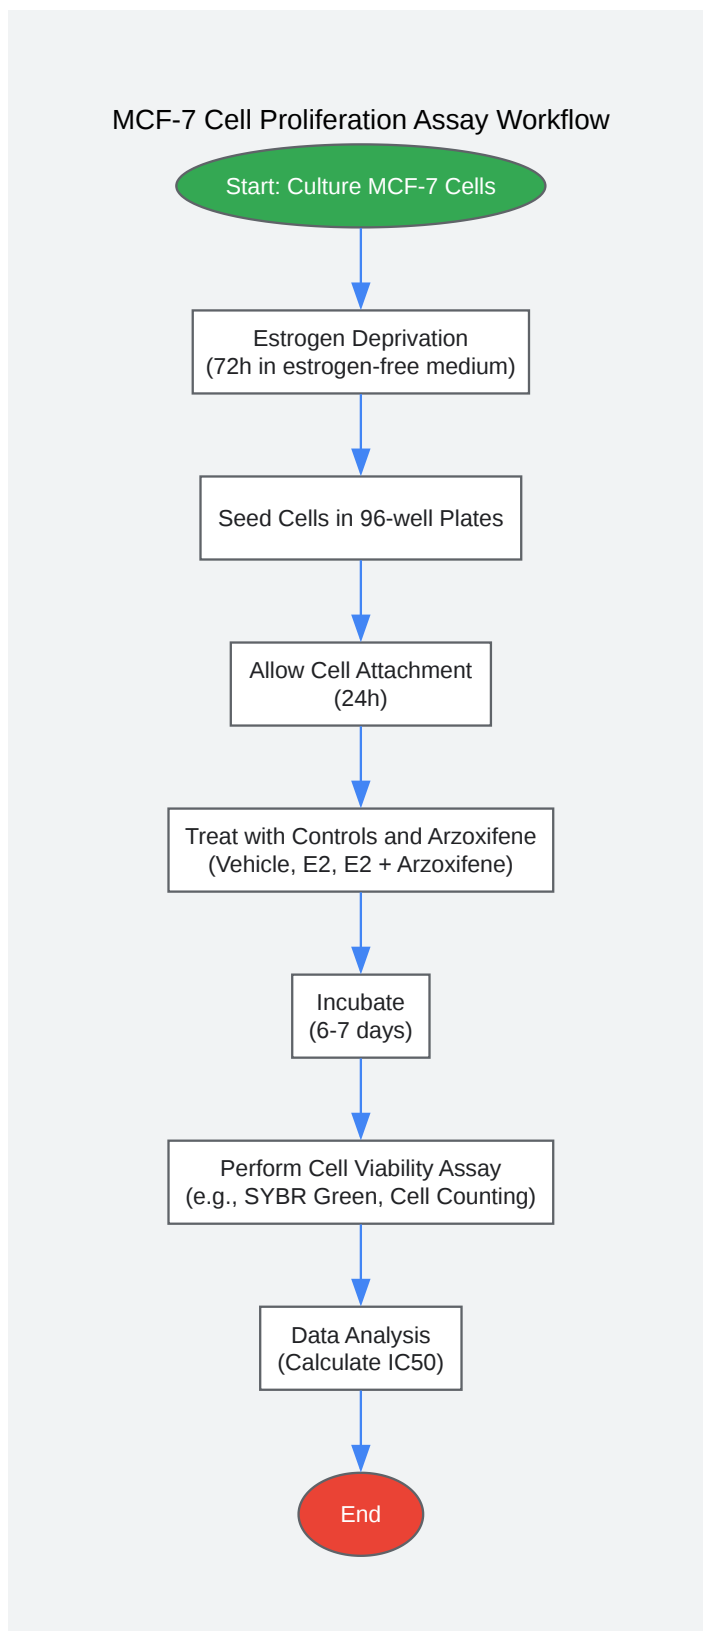 MCF-7 Cell Proliferation Assay Workflow
Start: Culture MCF-7 Cells
Estrogen Deprivation
(72h in estrogen-free medium)
Seed Cells in 96-well Plates
Allow Cell Attachment
(24h)
Treat with Controls and Arzoxifene
(Vehicle, E2, E2 + Arzoxifene)
Incubate
(6-7 days)
Perform Cell Viability Assay
(e.g., SYBR Green, Cell Counting)
Data Analysis
(Calculate IC50)
End